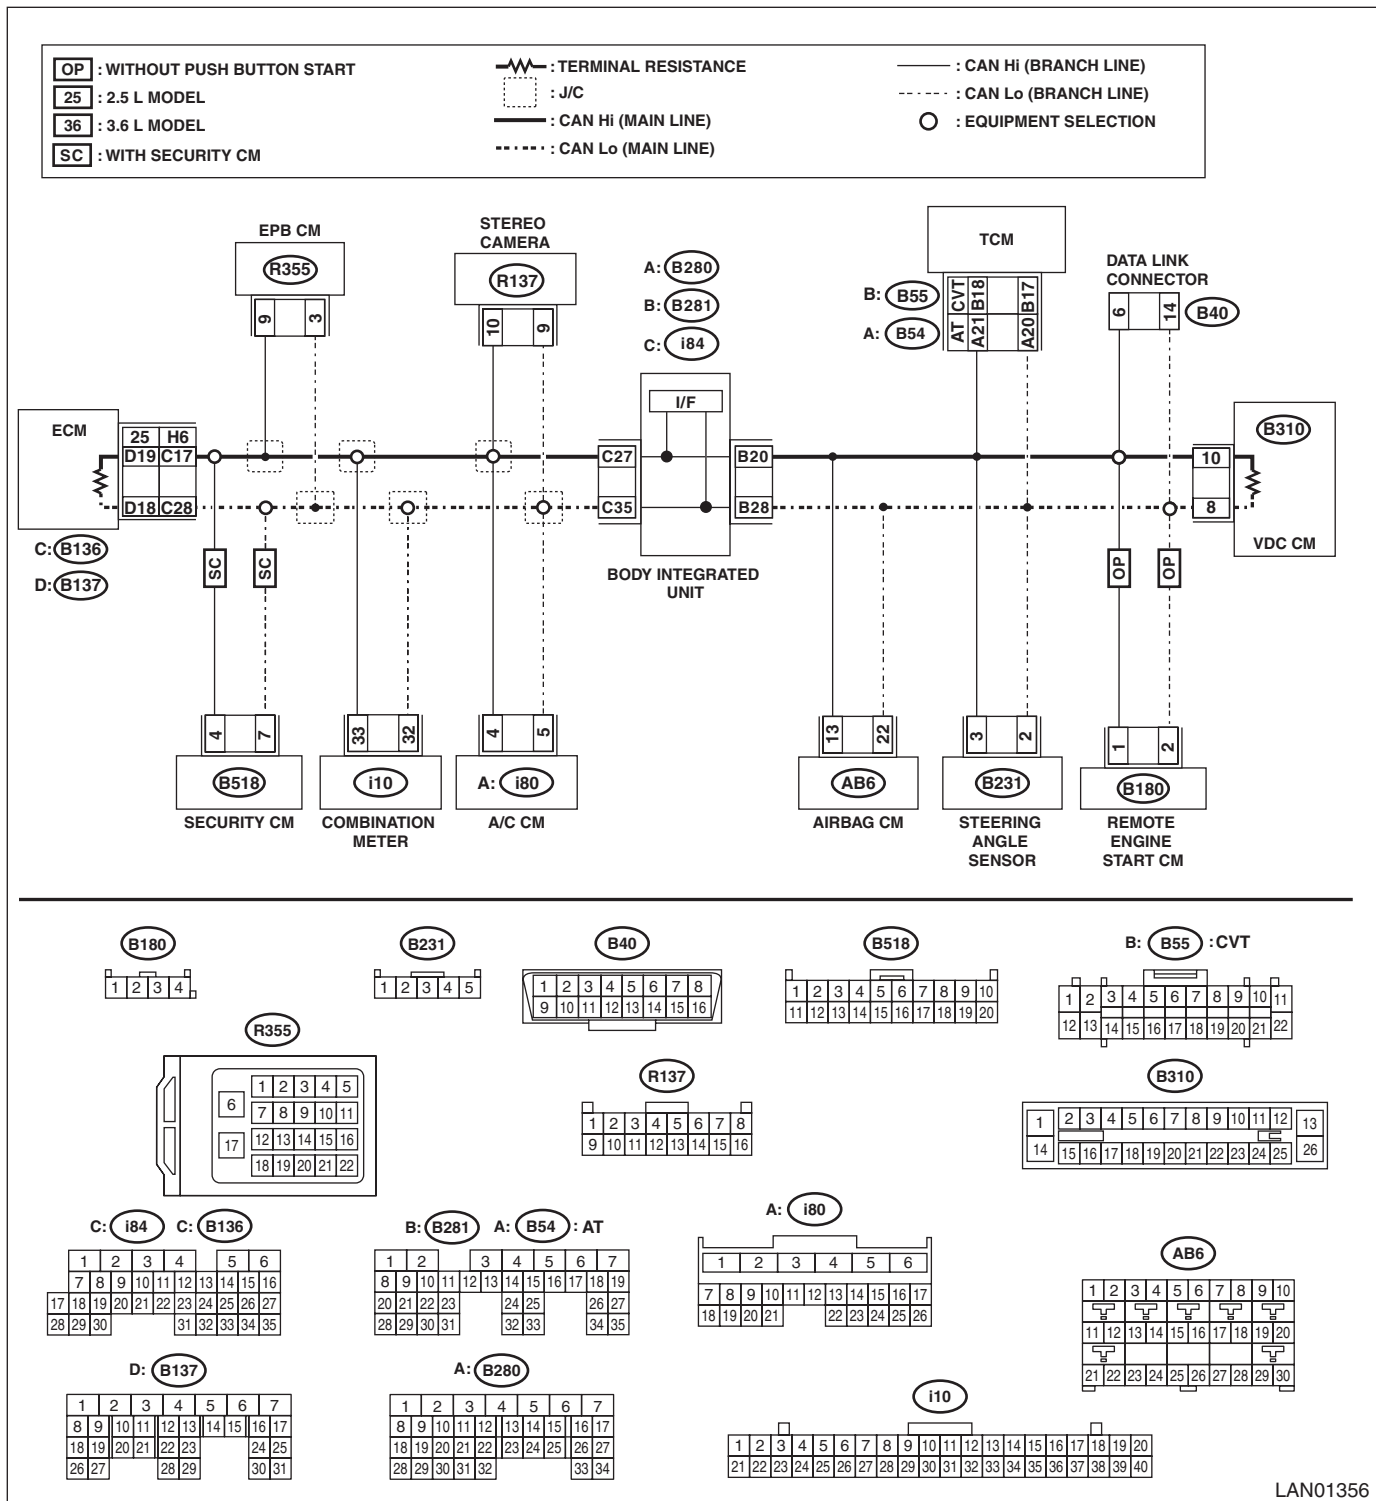 OP : WITHOUT PUSH BUTTON START
25 : 2.5 L MODEL
36 : 3.6 L MODEL
SC : WITH SECURITY CM
: TERMINAL RESISTANCE
: J/C
: CAN Hi (MAIN LINE)
: CAN Lo (MAIN LINE)
: CAN Hi (BRANCH LINE)
: CAN Lo (BRANCH LINE)
: EQUIPMENT SELECTION
EPB CM
R355
9 3
STEREO
CAMERA
R137
10 9
A: B280
B: B281
C: i84
TCM
B: B55
A: B54
CVT B18 B17
AT A21 A20
DATA LINK
CONNECTOR
6 14
B40
ECM
25 H6
D19 C17
D18 C28
C: B136
D: B137
I/F
C27 B20
C35 B28
BODY INTEGRATED
UNIT
B310
10
8
VDC CM
SC SC
OP OP
4 7
B518
SECURITY CM
33 32
i10
COMBINATION
METER
4 5
A: i80
A/C CM
13 22
AB6
AIRBAG CM
3 2
B231
STEERING
ANGLE
SENSOR
1 2
B180
REMOTE
ENGINE
START CM
B180
1 2 3 4
B231
1 2 3 4 5
B40
1 2 3 4 5 6 7 8
9 10 11 12 13 14 15 16
B518
1 2 3 4 5 6 7 8 9 10
11 12 13 14 15 16 17 18 19 20
B: B55 : CVT
1 2 3 4 5 6 7 8 9 10 11
12 13 14 15 16 17 18 19 20 21 22
R355
1 2 3 4 5
6
7 8 9 10 11
12 13 14 15 16
17
18 19 20 21 22
R137
1 2 3 4 5 6 7 8
9 10 11 12 13 14 15 16
B310
1 2 3 4 5 6 7 8 9 10 11 12 13
14 15 16 17 18 19 20 21 22 23 24 25 26
C: i84 C: B136
1 2 3 4 5 6
7 8 9 10 11 12 13 14 15 16
17 18 19 20 21 22 23 24 25 26 27
28 29 30 31 32 33 34 35
B: B281 A: B54 : AT
1 2 3 4 5 6 7
8 9 10 11 12 13 14 15 16 17 18 19
20 21 22 23 24 25 26 27
28 29 30 31 32 33 34 35
A: i80
1 2 3 4 5 6
7 8 9 10 11 12 13 14 15 16 17
18 19 20 21 22 23 24 25 26
AB6
1 2 3 4 5 6 7 8 9 10
11 12 13 14 15 16 17 18 19 20
21 22 23 24 25 26 27 28 29 30
D: B137
1 2 3 4 5 6 7
8 9 10 11 12 13 14 15 16 17
18 19 20 21 22 23 24 25
26 27 28 29 30 31
A: B280
1 2 3 4 5 6 7
8 9 10 11 12 13 14 15 16 17
18 19 20 21 22 23 24 25 26 27
28 29 30 31 32 33 34
i10
1 2 3 4 5 6 7 8 9 10 11 12 13 14 15 16 17 18 19 20
21 22 23 24 25 26 27 28 29 30 31 32 33 34 35 36 37 38 39 40
LAN01356